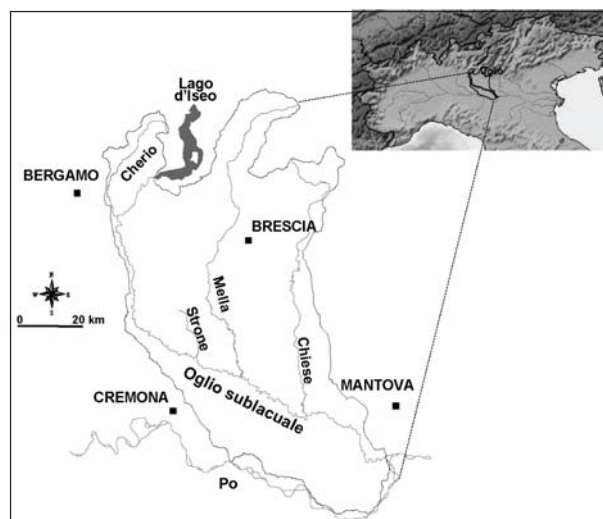 Lago
d'Iseo
Cherio
BERGAMO
BRESCIA
N
W
E
S
0 20 km
Mella
Strone
Chiese
Oglio sublacuale
MANTOVA
CREMONA
Po